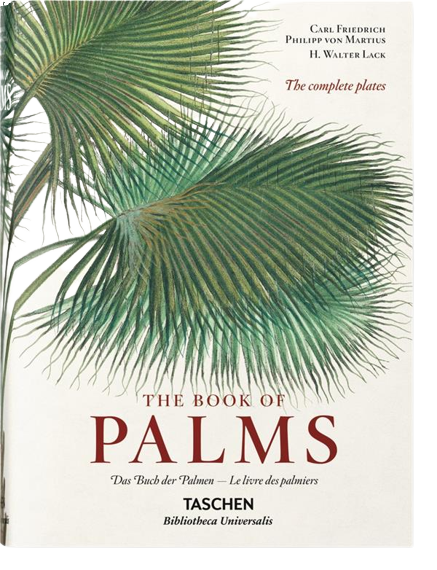 CARL FRIEDRICH
PHILIPP VON MARTIUS
H. WALTER LACK
The complete plates
THE BOOK OF
PALMS
Das Buch der Palmen — Le livre des palmiers
TASCHEN
Bibliotheca Universalis